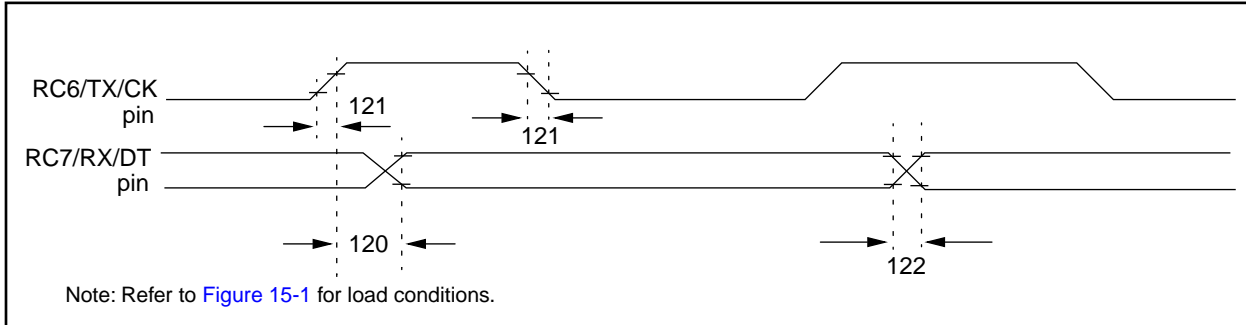 RC6/TX/CK
pin
121
121
RC7/RX/DT
pin
120
122
Note: Refer to Figure 15-1 for load conditions.